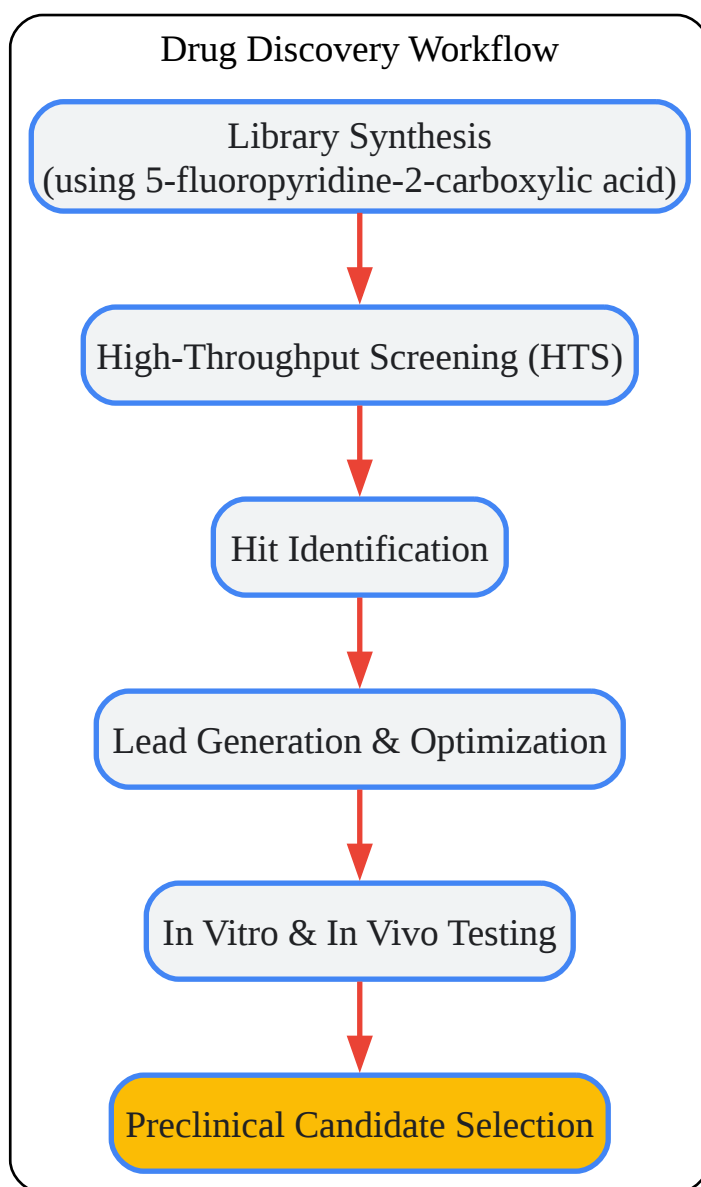 Drug Discovery Workflow
Library Synthesis
(using 5-fluoropyridine-2-carboxylic acid)
High-Throughput Screening (HTS)
Hit Identification
Lead Generation & Optimization
In Vitro & In Vivo Testing
Preclinical Candidate Selection